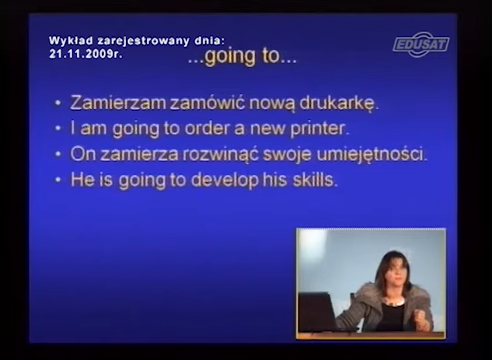 Wykład zarejestrowany dnia:
21.11.2009r.
EDUSAT
...going to...
• Zamierzam zamówić nową drukarkę.
• I am going to order a new printer.
• On zamierza rozwinąć swoje umiejętności.
• He is going to develop his skills.